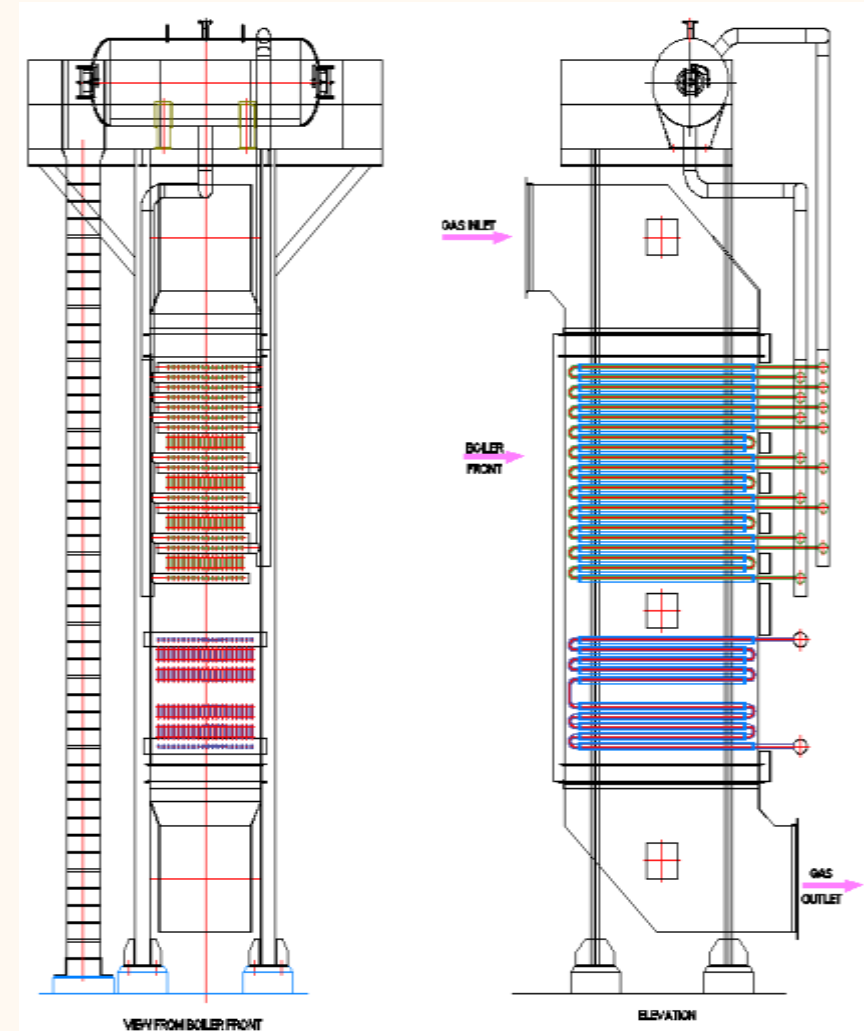 GAS INLET
BOILER
FRONT
GAS
OUTLET
VIEW FROM BOILER FRONT
ELEVATION